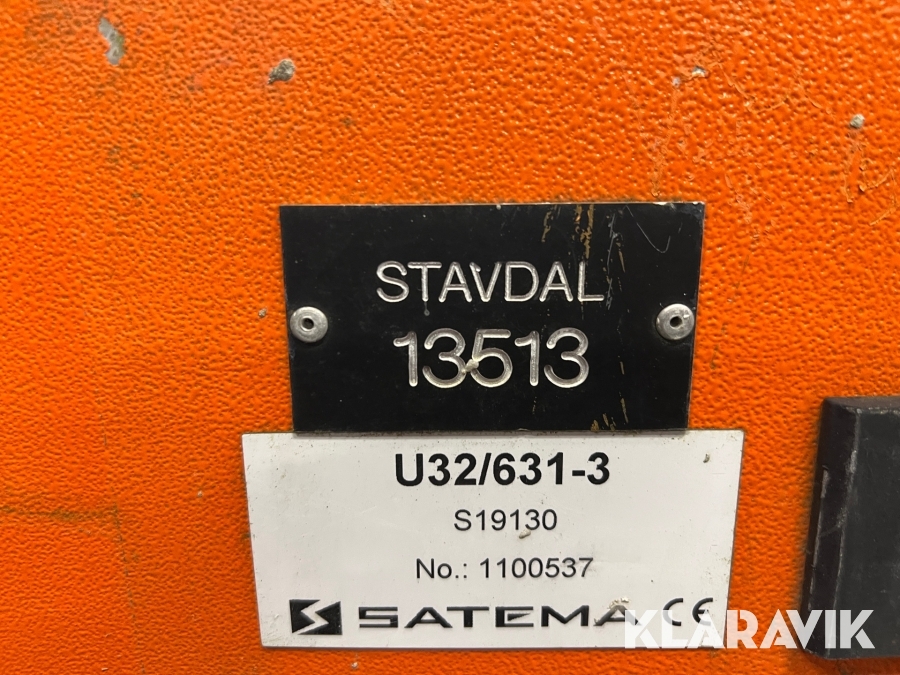 STAVDAL
13513
U32/631-3
S19130
No.: 1100537
SATEMA CE
KLARAVIK